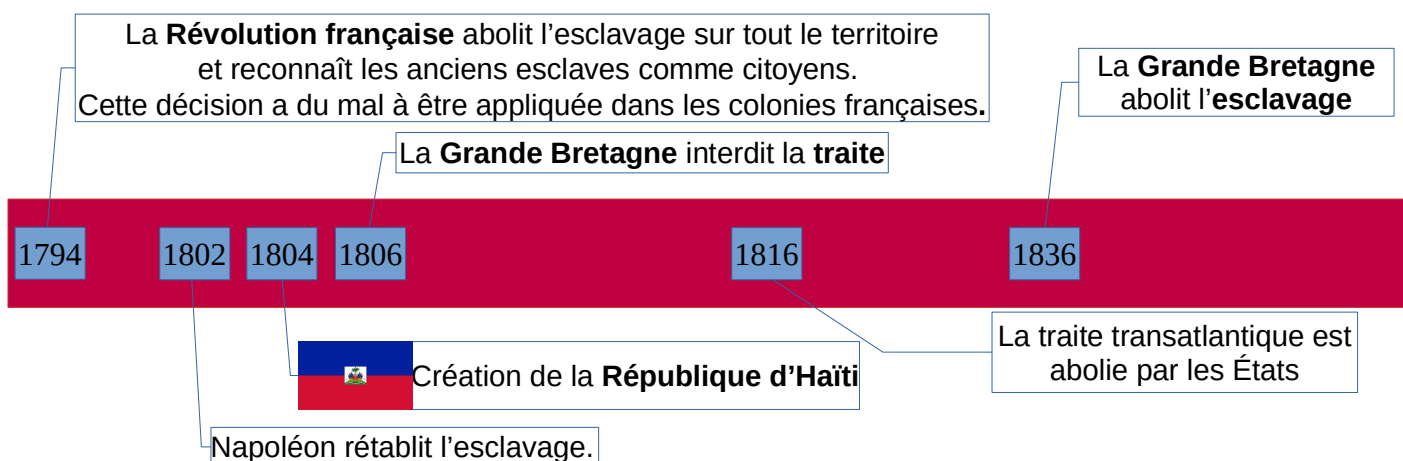 La Révolution française abolit l’esclavage sur tout le territoire
et reconnaît les anciens esclaves comme citoyens.
Cette décision a du mal à être appliquée dans les colonies françaises.
La Grande Bretagne
abolit l’esclavage
La Grande Bretagne interdit la traite
1794
1802
1804
1806
1816
1836
La traite transatlantique est
abolie par les États
Création de la République d’Haïti
Napoléon rétablit l’esclavage.